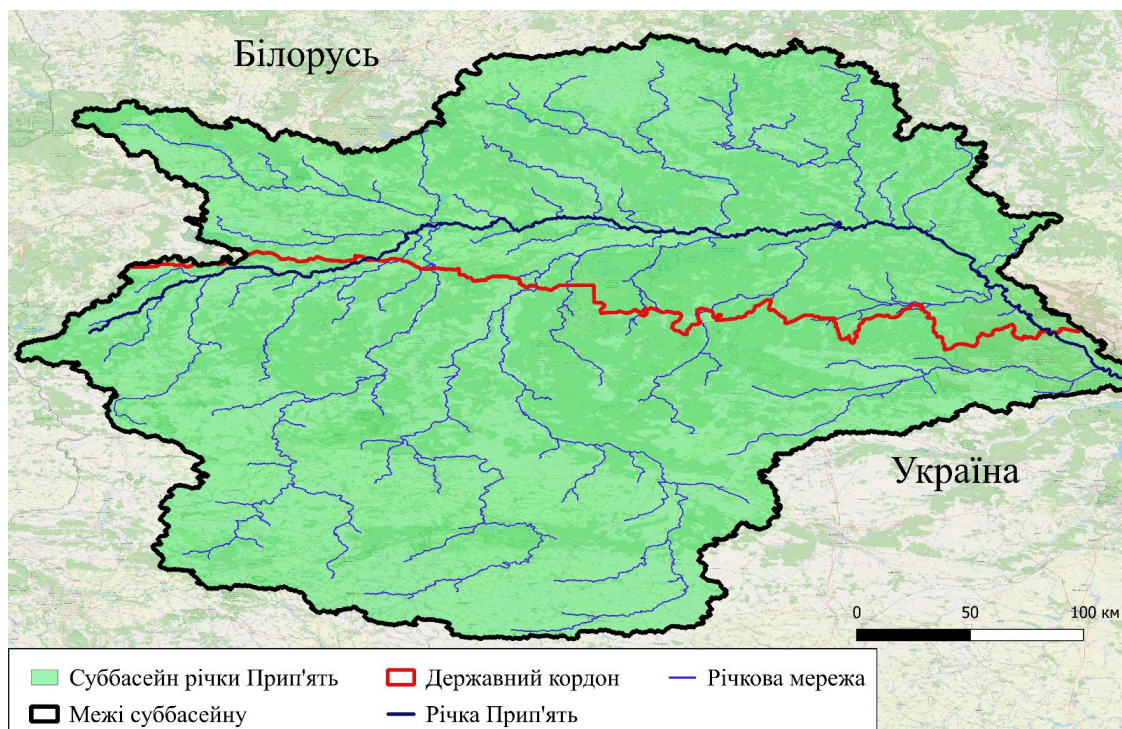 Білорусь
Україна
0 50 100 км
Суббасейн річки Прип'ять
Державний кордон
Річкова мережа
Межі суббасейну
Річка Прип'ять